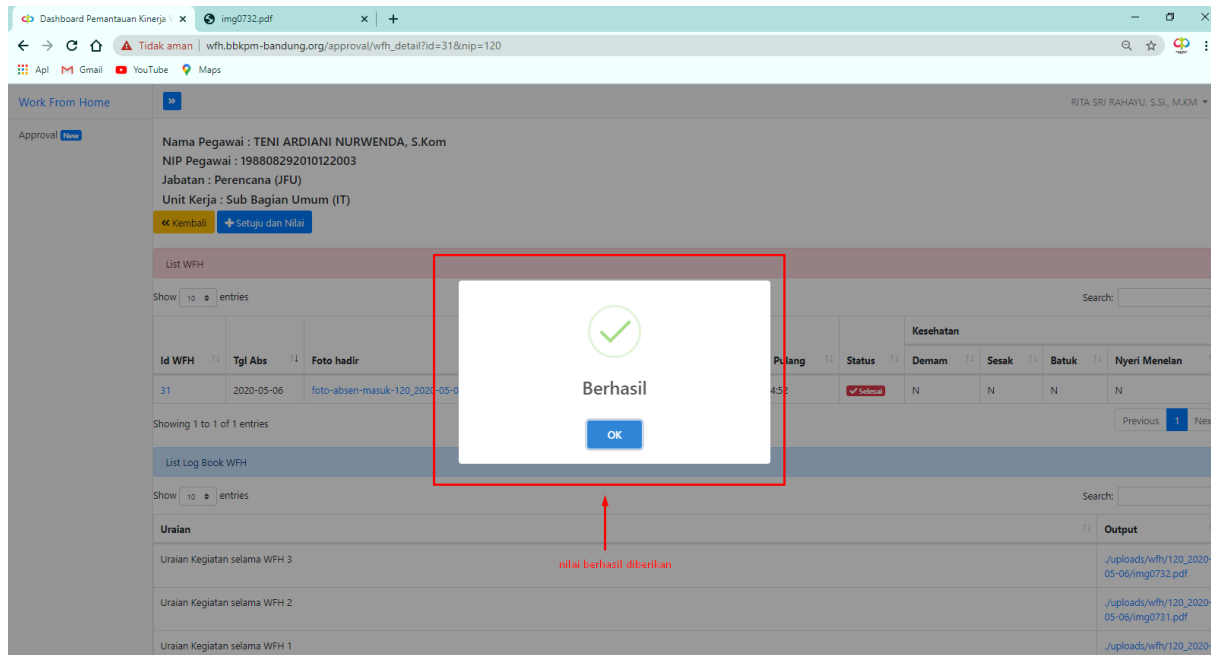 Dashboard Pemantauan Kinerja
img0732.pdf
Tidak aman | wfh.bbkpm-bandung.org/approval/wfh_detail?id=31&nip=120
Apl Gmail YouTube Maps
Work From Home
RITA SRI RAHAYU, S.Si., M.KM
Approval New
Nama Pegawai : TENI ARDIANI NURWENDA, S.Kom
NIP Pegawai : 198808292010122003
Jabatan : Perencana (JFU)
Unit Kerja : Sub Bagian Umum (IT)
Kembali
Setuju dan Nilai
List WFH
Show 10 entries
Search:
Kesehatan
Id WFH Tgl Abs Foto hadir Pulang Status Demam Sesak Batuk Nyeri Menelan
31 2020-05-06 foto-absen-masuk-120_2020-05-0 4:52 Selesai N N N N
Showing 1 to 1 of 1 entries
Previous 1 Nex
Berhasil
OK
List Log Book WFH
Show 10 entries
Search:
Uraian Output
Uraian Kegiatan selama WFH 3
./uploads/wfh/120_2020-
05-06/img0732.pdf
nilai berhasil diberikan
Uraian Kegiatan selama WFH 2
./uploads/wfh/120_2020-
05-06/img0731.pdf
Uraian Kegiatan selama WFH 1
./uploads/wfh/120_2020-